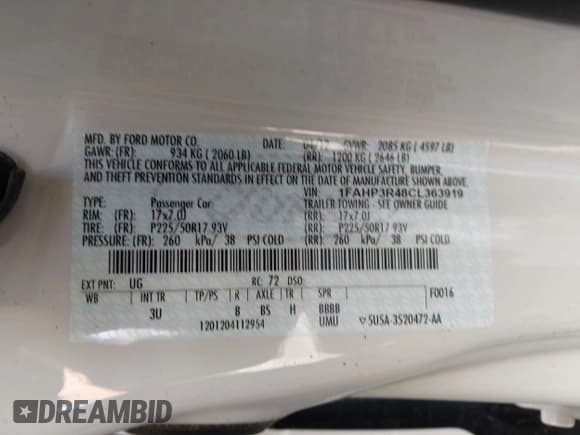 MFD. BY FORD MOTOR CO. DATE: 04/12 GVWR: 2085 KG ( 4597 LB)
GAWR: (FR): 934 KG ( 2060 LB) (RR): 1200 KG ( 2646 LB)
THIS VEHICLE CONFORMS TO ALL APPLICABLE FEDERAL MOTOR VEHICLE SAFETY, BUMPER,
AND THEFT PREVENTION STANDARDS IN EFFECT ON THE DATE OF MANUFACTURE SHOWN ABOVE.
VIN: 1FAHP3R48CL363919
TYPE: Passenger Car TRAILER TOWING - SEE OWNER GUIDE
RIM: (FR): 17x7.0J (RR): 17x7.0J
TIRE: (FR): P225/50R17 93V (RR): P225/50R17 93V
PRESSURE: (FR): 260 kPa/ 38 PSI COLD (RR): 260 kPa/ 38 PSI COLD
EXT PNT: UG RC: 72 DSO: F0016
WB INT TR TP/PS R AXLE TR SPR
3U B BS H BBBB
1201204112954 UMU ▽ 5U5A-3520472-AA
DREAMBID